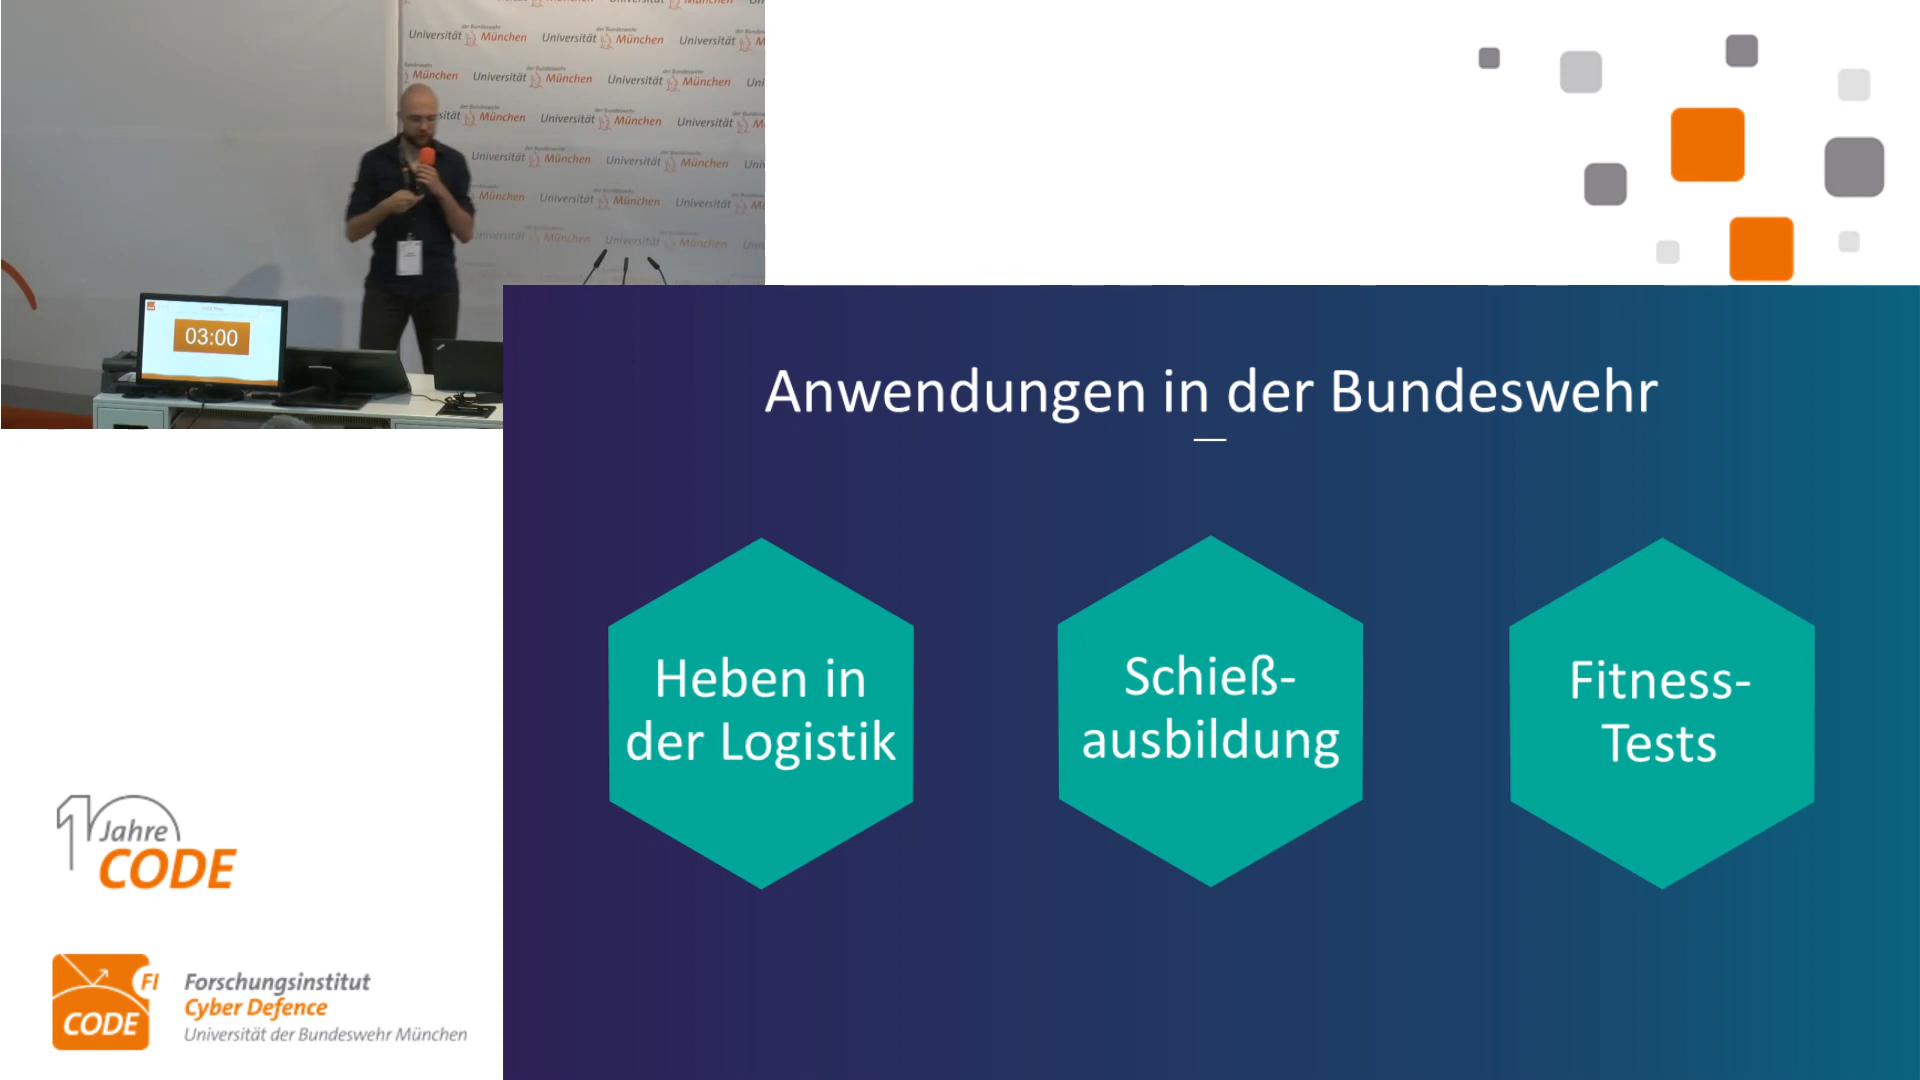 der Bundeswehr
Universität München
03:00
Anwendungen in der Bundeswehr
Heben in
der Logistik
Schieß-
ausbildung
Fitness-
Tests
10 Jahre
CODE
FI
CODE
Forschungsinstitut
Cyber Defence
Universität der Bundeswehr München